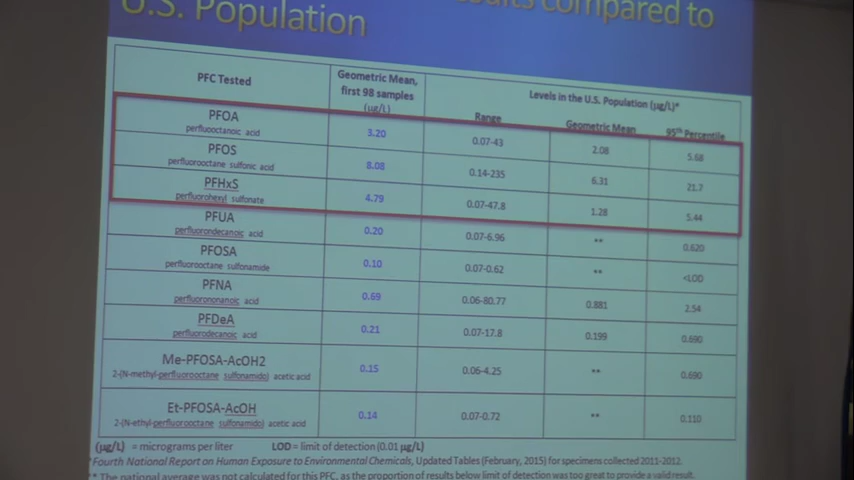 compared to
U.S. Population
PFC Tested
Geometric Mean,
first 98 samples
(µg/L)
Levels in the U.S. Population (µg/L)*
Range
Geometric Mean
95th Percentile
PFOA
perfluooctanoic acid
3.20
0.07-43
2.08
5.68
PFOS
perfluorooctane sulfonic acid
8.08
0.14-235
6.31
21.7
PFHxS
perfluorohexyl sulfonate
4.79
0.07-47.8
1.28
5.44
PFUA
perfluorondecanoic acid
0.20
0.07-6.96
**
0.620
PFOSA
perfluorooctane sulfonamide
0.10
0.07-0.62
**
<LOD
PFNA
perfluorononanoic acid
0.69
0.06-80.77
0.881
2.54
PFDeA
perfluorodecanoic acid
0.21
0.07-17.8
0.199
0.690
Me-PFOSA-AcOH2
2-(N-methyl-perfluorooctane sulfonamido) acetic acid
0.15
0.06-4.25
**
0.690
Et-PFOSA-AcOH
2-(N-ethyl-perfluorooctane sulfonamido) acetic acid
0.14
0.07-0.72
**
0.110
(µg/L) = micrograms per liter LOD = limit of detection (0.01 µg/L)
*Fourth National Report on Human Exposure to Environmental Chemicals, Updated Tables (February, 2015) for specimens collected 2011-2012.
** The national average was not calculated for this PFC, as the proportion of results below limit of detection was too great to provide a valid result.